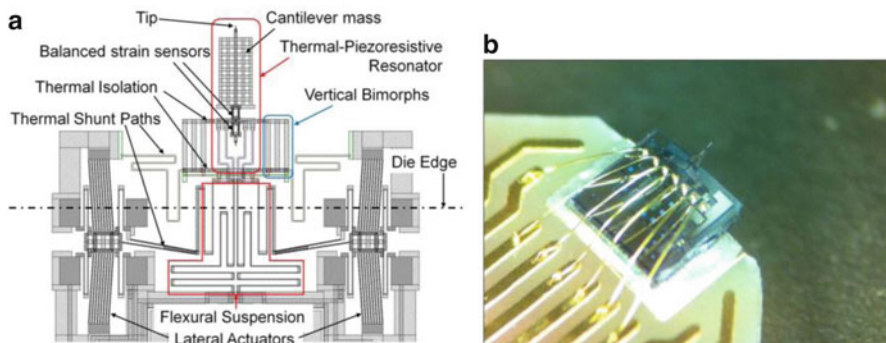 a
Tip
Cantilever mass
Balanced strain sensors
Thermal-Piezoresistive
Resonator
Thermal Isolation
Vertical Bimorphs
Thermal Shunt Paths
Die Edge
Flexural Suspension
Lateral Actuators
b